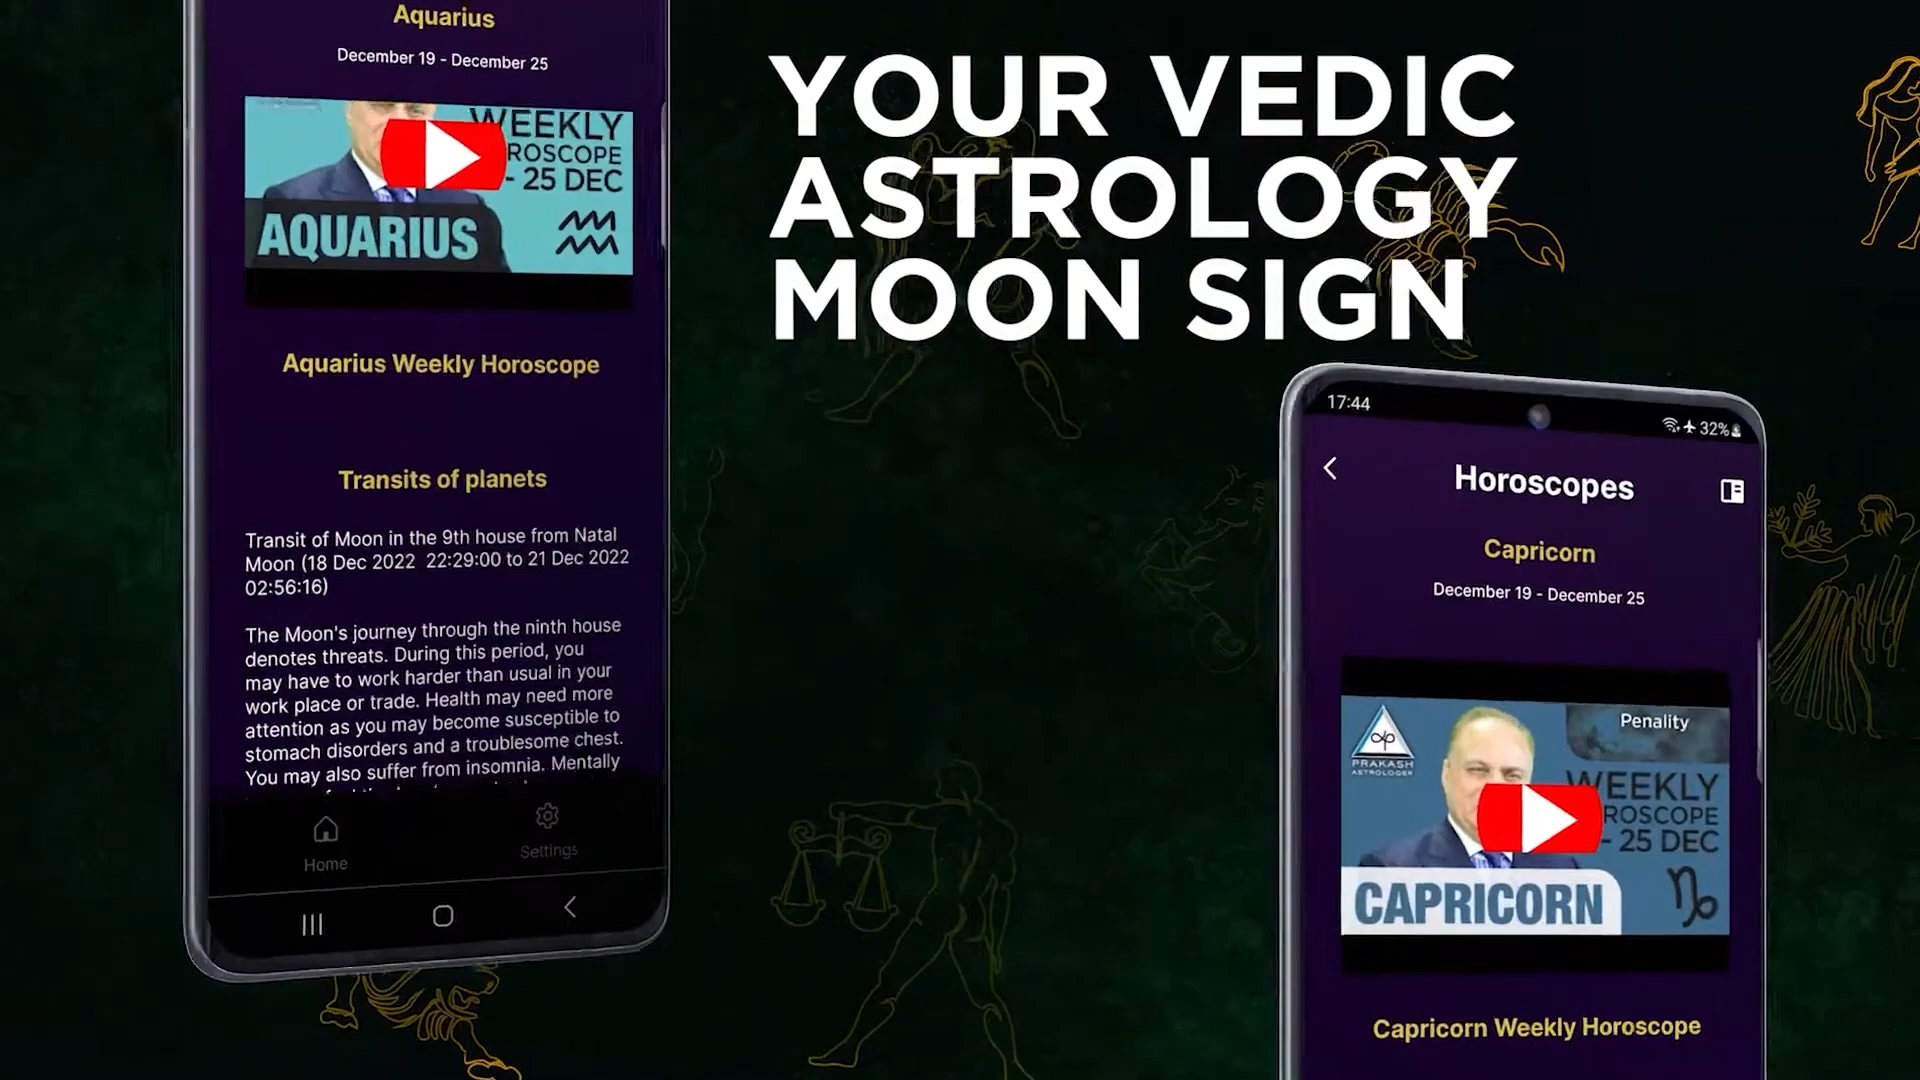 Aquarius
December 19 - December 25
WEEKLY
ROSCOPE
- 25 DEC
AQUARIUS
Aquarius Weekly Horoscope
Transits of planets
Transit of Moon in the 9th house from Natal
Moon (18 Dec 2022 22:29:00 to 21 Dec 2022
02:56:16)
The Moon's journey through the ninth house
denotes threats. During this period, you
may have to work harder than usual in your
work place or trade. Health may need more
attention as you may become susceptible to
stomach disorders and a troublesome chest.
You may also suffer from insomnia. Mentally
Home
Settings
YOUR VEDIC
ASTROLOGY
MOON SIGN
17:44
32%
Horoscopes
Capricorn
December 19 - December 25
PRAKASH
ASTROLOGER
Penality
WEEKLY
ROSCOPE
- 25 DEC
CAPRICORN
Capricorn Weekly Horoscope